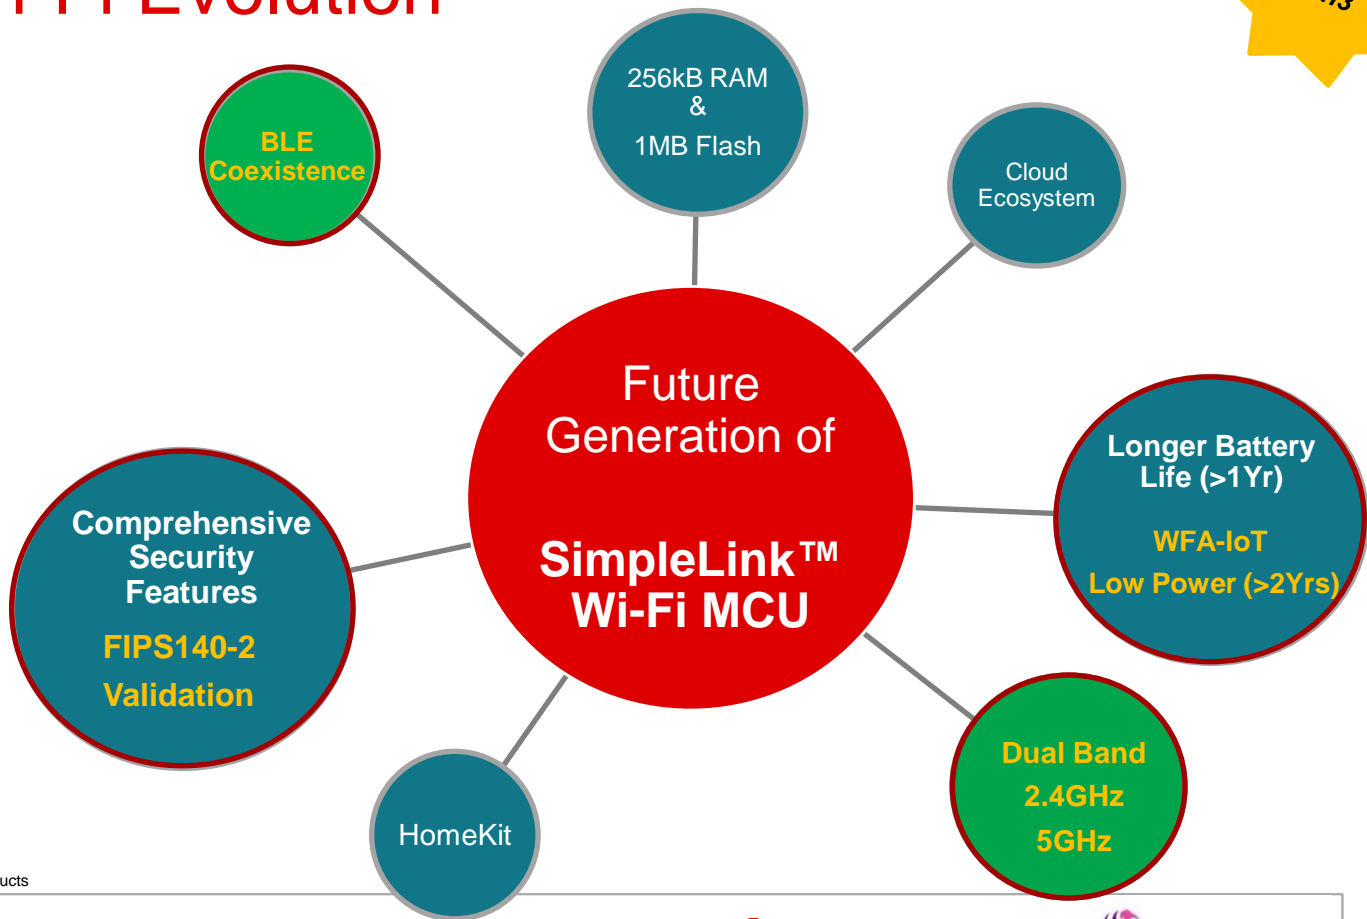 Evolution
256kB RAM
&
1MB Flash
BLE
Coexistence
Cloud
Ecosystem
Future
Generation of
SimpleLink™
Wi-Fi MCU
Longer Battery
Life (>1Yr)
WFA-IoT
Low Power (>2Yrs)
Comprehensive
Security
Features
FIPS140-2
Validation
Dual Band
2.4GHz
5GHz
HomeKit
ucts